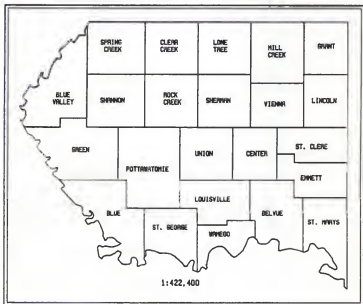 SPRING CREEK
CLEAR CREEK
LONE TREE
MILL CREEK
GRANT
BLUE VALLEY
SHANNON
ROCK CREEK
SHERMAN
VIENNA
LINCOLN
GREEN
POTTAWATOMIE
UNION
CENTER
ST. CLERE
EMMETT
LOUISVILLE
BLUE
ST. GEORGE
WAMEGO
BELVUE
ST. MARYS
1:422,400